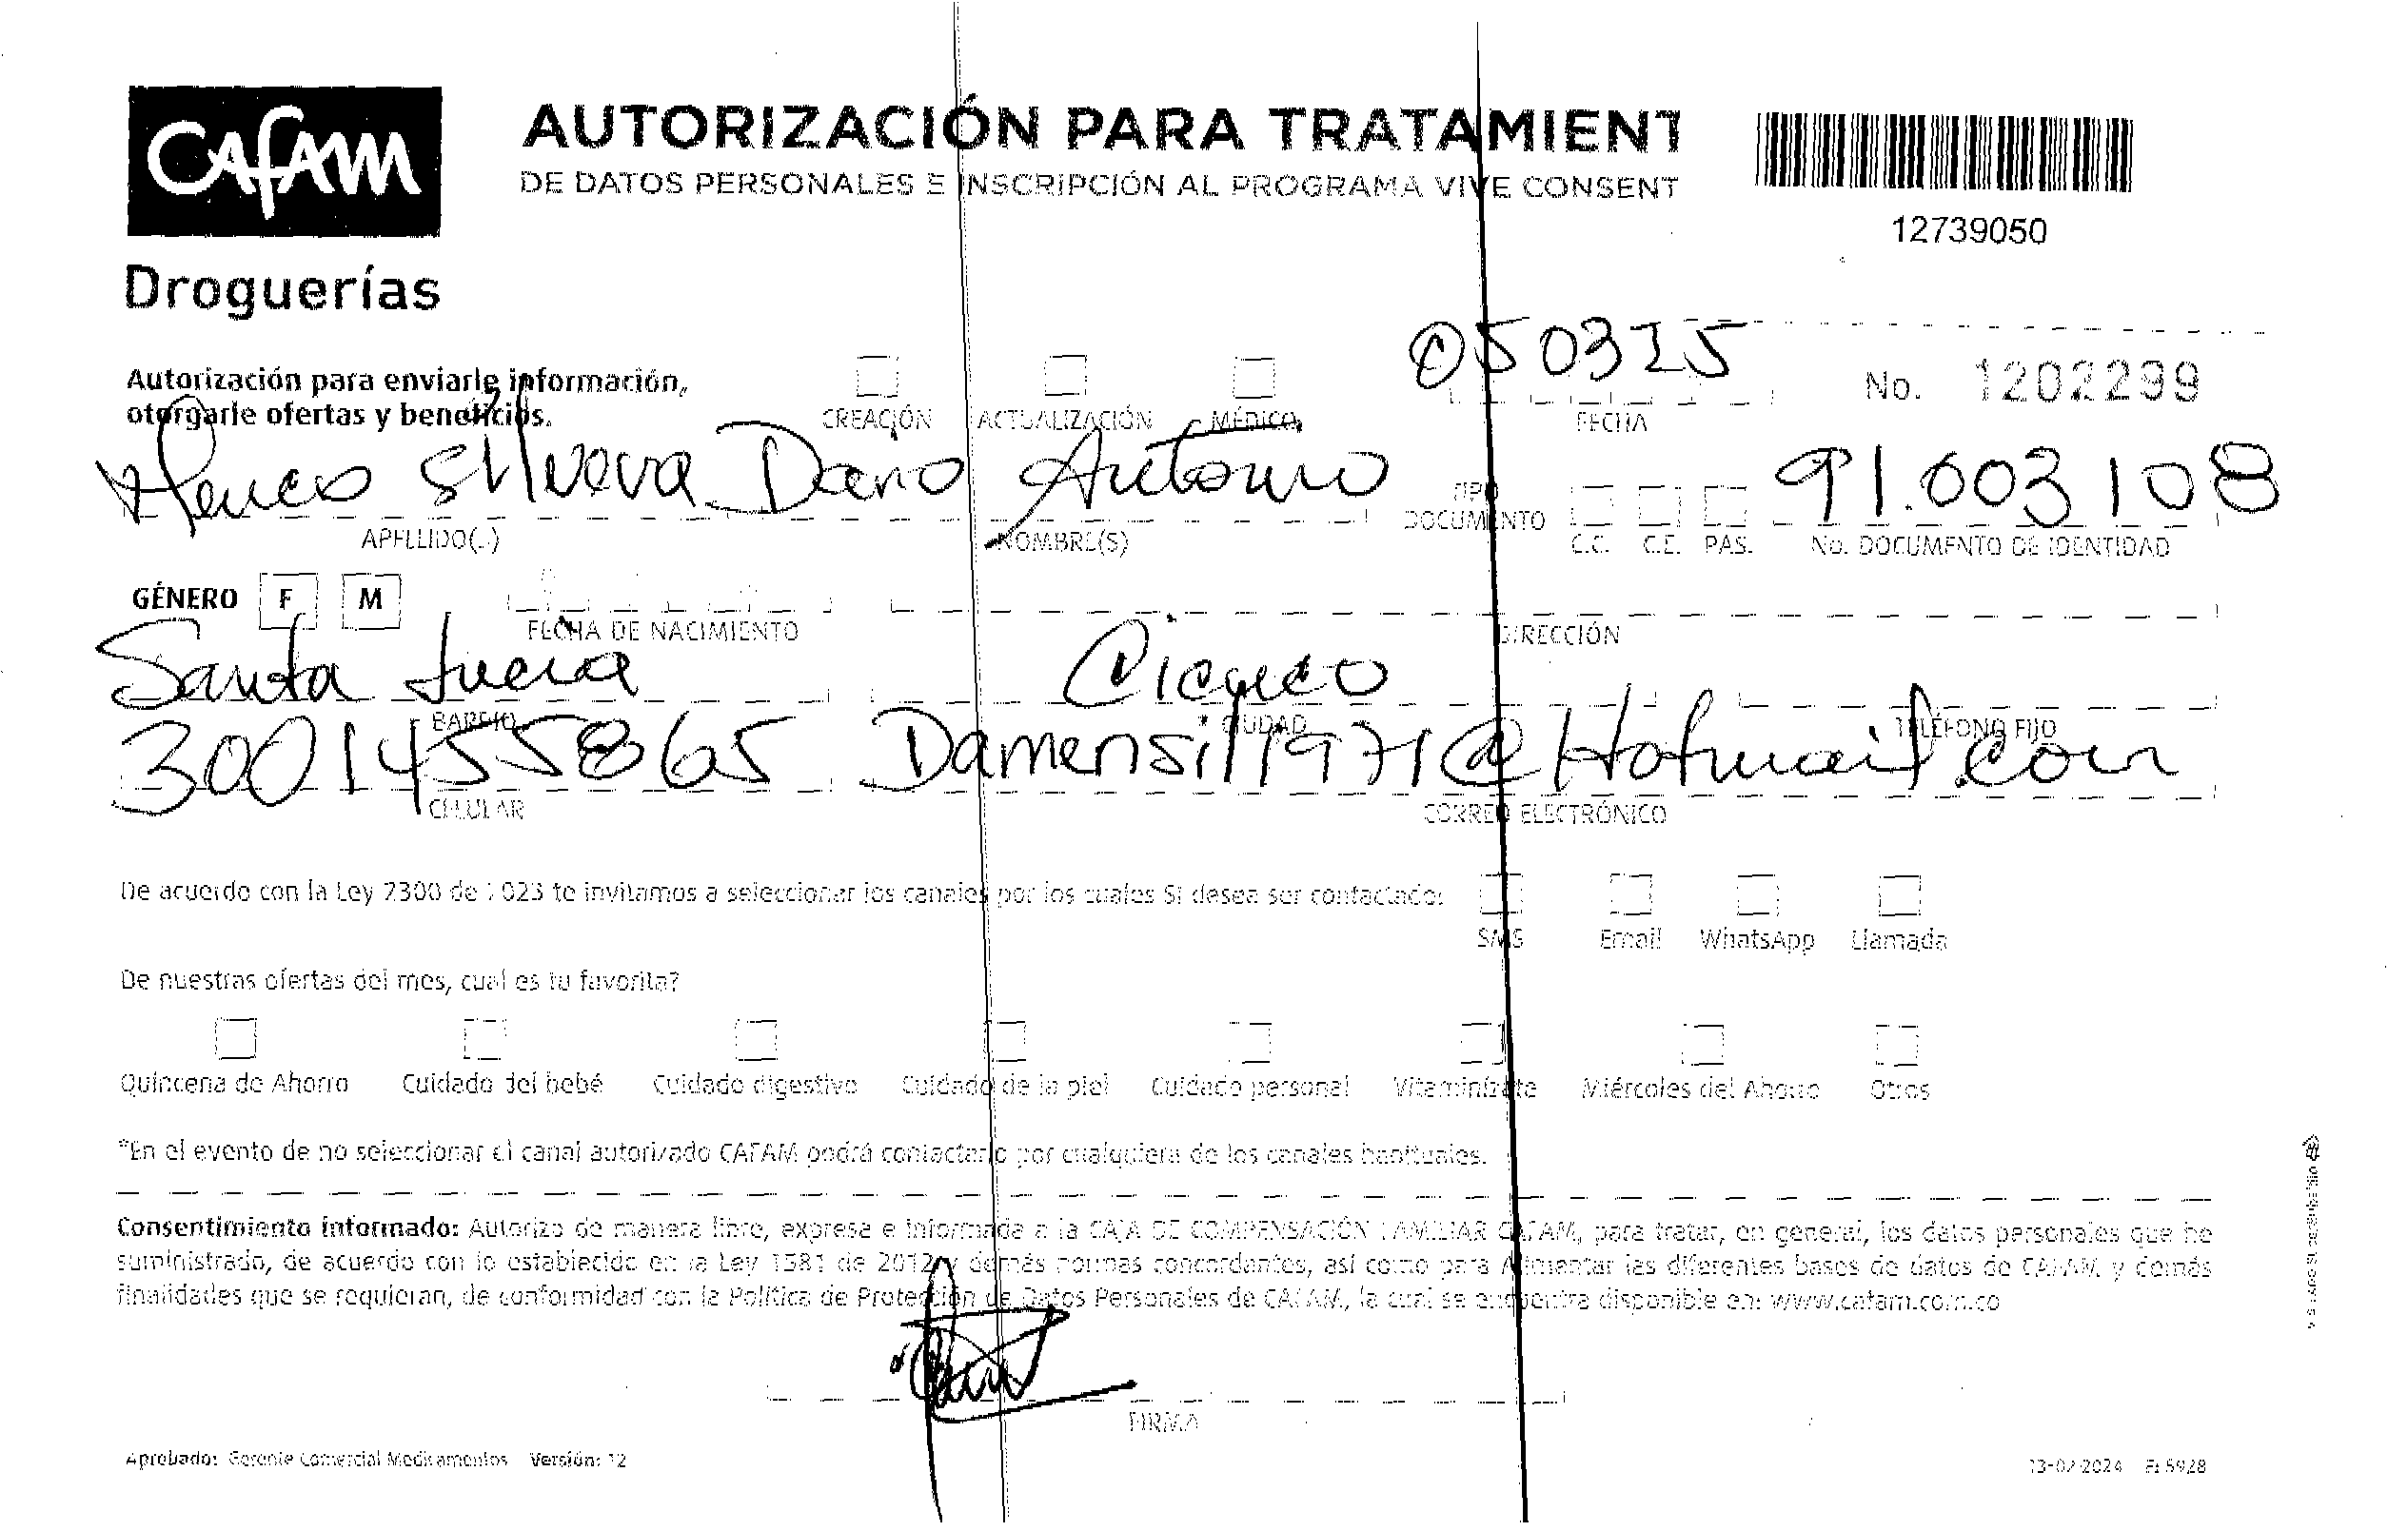 CAFAM
Droguerías
AUTORIZACIÓN PARA TRATAMIENT
DE DATOS PERSONALES E INSCRIPCIÓN AL PROGRAMA VIVE CONSENT
12739050
Autorización para enviarle información,
otorgarle ofertas y beneficios.
CREACIÓN ACTUALIZACIÓN MÉDICO
050325
FECHA
No. 1202299
Dario Antonio
APELLIDO(S) NOMBRE(S)
TIPO DOCUMENTO C.C. C.E. PAS.
91.003108
No. DOCUMENTO DE IDENTIDAD
GÉNERO F M
FECHA DE NACIMIENTO DIRECCIÓN
Santa
BARRIO CIUDAD TELÉFONO FIJO
3001455865 Damensil1971@Hotmail.com
CELULAR CORREO ELECTRÓNICO
De acuerdo con la Ley 2300 de 2023 te invitamos a seleccionar los canales por los cuales SI desea ser contactado:
SMS Email WhatsApp Llamada
De nuestras ofertas del mes, cual es tu favorita?
Quincena de Ahorro Cuidado del bebé Cuidado digestivo Cuidado de la piel Cuidado personal Vitaminízate Miércoles del Ahorro Otros
*En el evento de no seleccionar el canal autorizado CAFAM podrá contactarlo por cualquiera de los canales habituales.
Consentimiento informado: Autorizo de manera libre, expresa e informada a la CAJA DE COMPENSACIÓN FAMILIAR CAFAM, para tratar, en general, los datos personales que he
suministrado, de acuerdo con lo establecido en la Ley 1581 de 2012 y demás normas concordantes, así como para Alimentar las diferentes bases de datos de CAFAM y demás
finalidades que se requieran, de conformidad con la Política de Protección de Datos Personales de CAFAM, la cual se encuentra disponible en: www.cafam.com.co
FIRMA
Aprobado: Gerente Comercial Medicamentos Versión: 12
13-02-2024 F: 5928